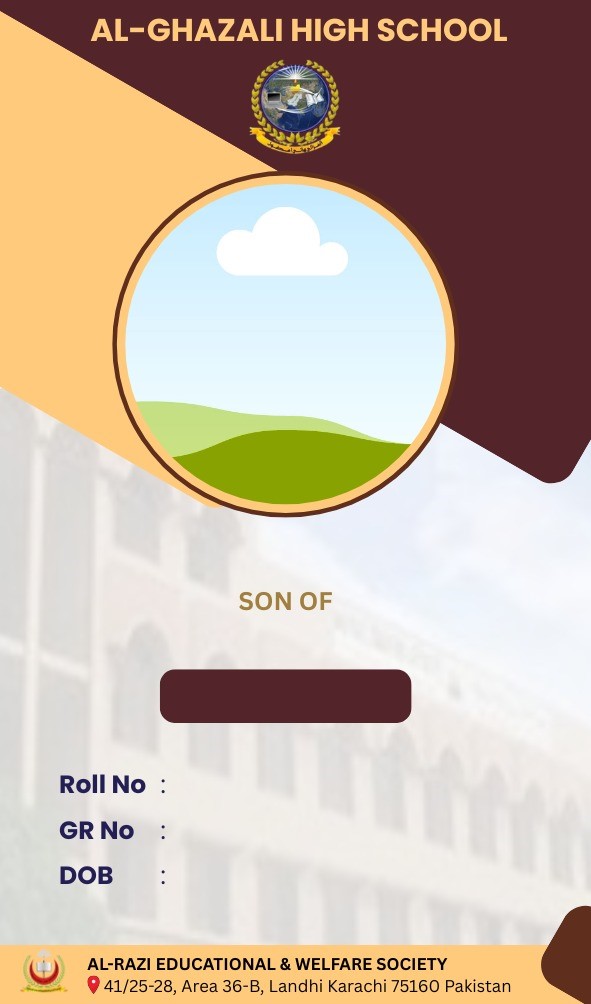 AL-GHAZALI HIGH SCHOOL
SON OF
Roll No :
GR No :
DOB :
AL-RAZI EDUCATIONAL & WELFARE SOCIETY
41/25-28, Area 36-B, Landhi Karachi 75160 Pakistan